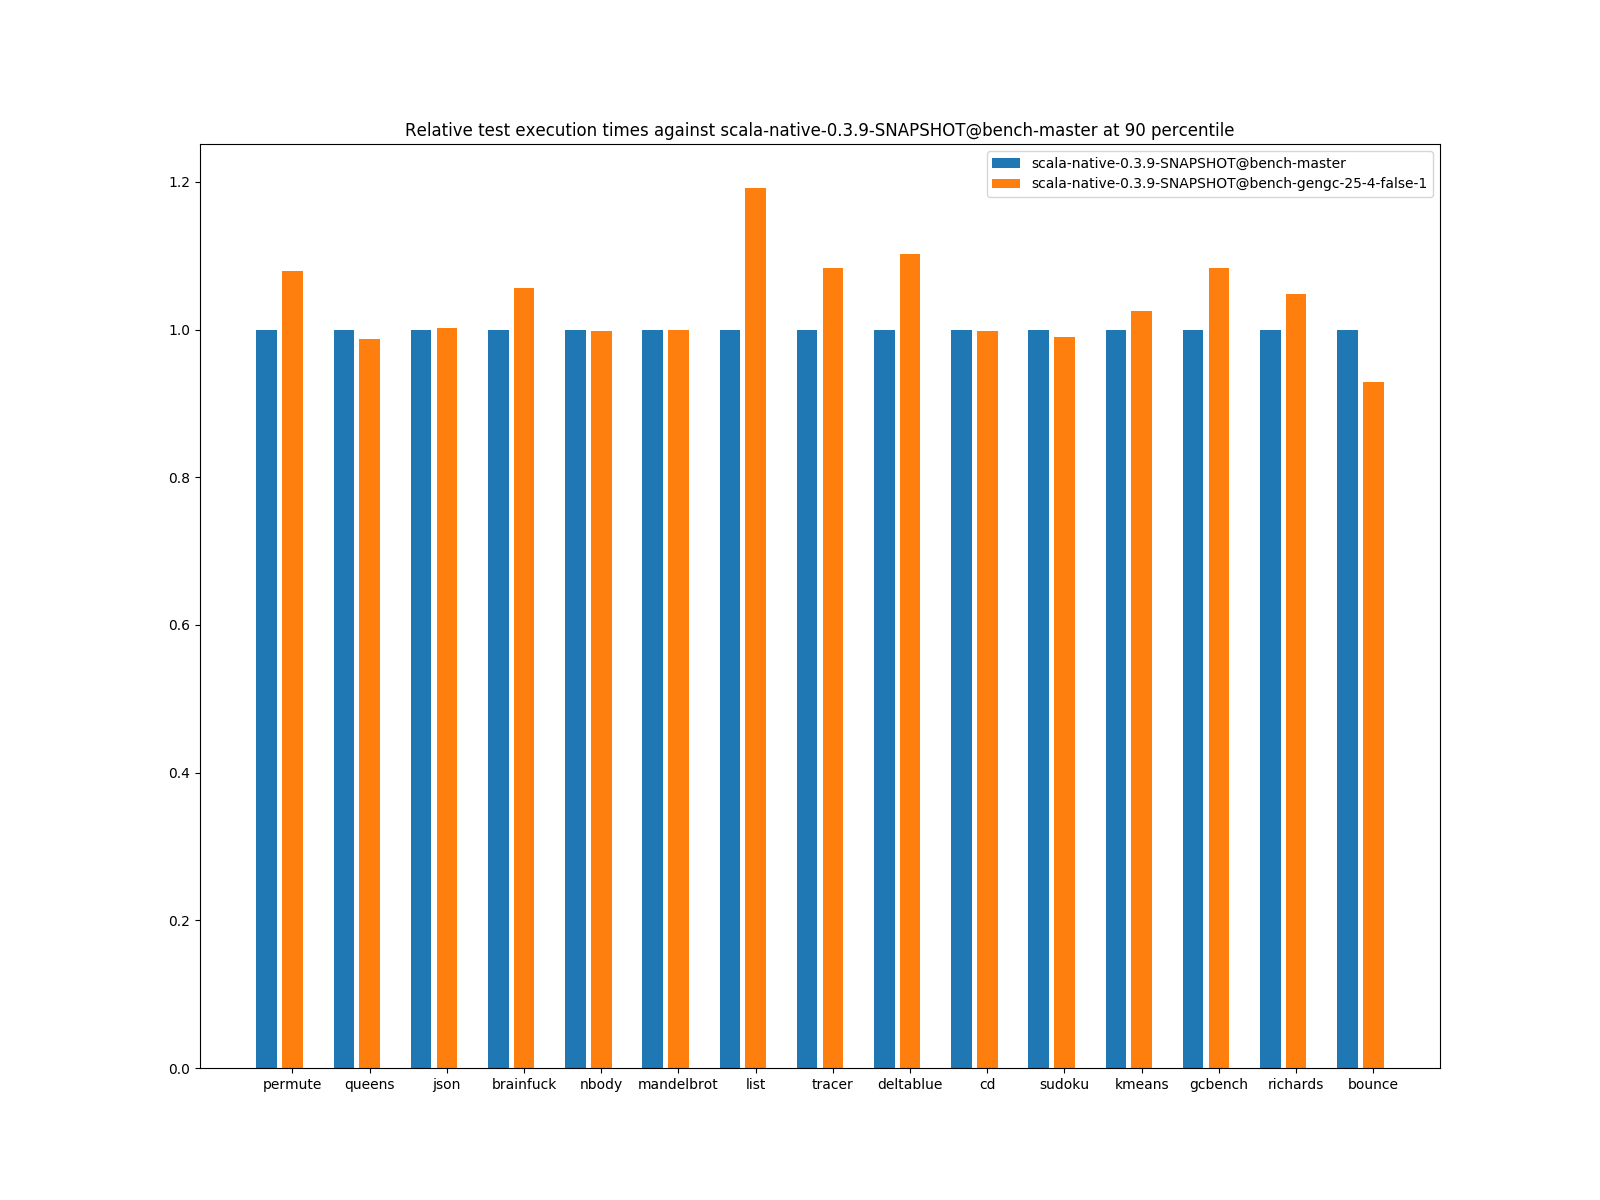 Relative test execution times against scala-native-0.3.9-SNAPSHOT@bench-master at 90 percentile
scala-native-0.3.9-SNAPSHOT@bench-master
scala-native-0.3.9-SNAPSHOT@bench-gengc-25-4-false-1
1.2
1.0
0.8
0.6
0.4
0.2
0.0
permute queens json brainfuck nbody mandelbrot list tracer deltablue cd sudoku kmeans gcbench richards bounce